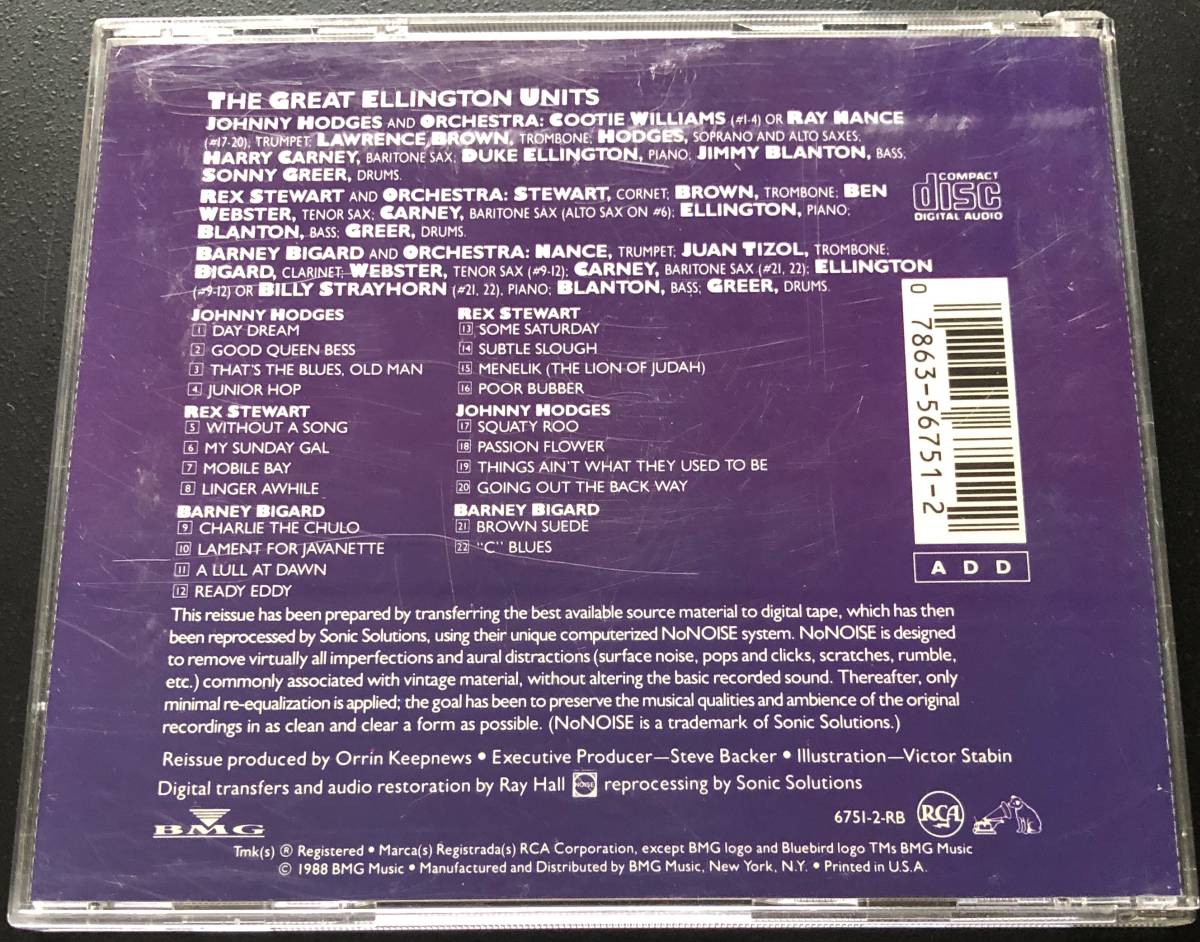 THE GREAT ELLINGTON UNITS
JOHNNY HODGES AND ORCHESTRA: COOTIE WILLIAMS (#1-4) OR RAY NANCE
(#17-20), TRUMPET; LAWRENCE BROWN, TROMBONE; HODGES, SOPRANO AND ALTO SAXES;
HARRY CARNEY, BARITONE SAX; DUKE ELLINGTON, PIANO; JIMMY BLANTON, BASS;
SONNY GREER, DRUMS.
REX STEWART AND ORCHESTRA: STEWART, CORNET; BROWN, TROMBONE; BEN
WEBSTER, TENOR SAX; CARNEY, BARITONE SAX (ALTO SAX ON #6); ELLINGTON, PIANO;
BLANTON, BASS; GREER, DRUMS.
BARNEY BIGARD AND ORCHESTRA: NANCE, TRUMPET; JUAN TIZOL, TROMBONE;
BIGARD, CLARINET; WEBSTER, TENOR SAX (#9-12); CARNEY, BARITONE SAX (#21, 22); ELLINGTON
(#9-12) OR BILLY STRAYHORN (#21, 22), PIANO; BLANTON, BASS; GREER, DRUMS.
COMPACT
disc
DIGITAL AUDIO
JOHNNY HODGES
1 DAY DREAM
2 GOOD QUEEN BESS
3 THAT'S THE BLUES, OLD MAN
4 JUNIOR HOP
REX STEWART
5 WITHOUT A SONG
6 MY SUNDAY GAL
7 MOBILE BAY
8 LINGER AWHILE
BARNEY BIGARD
9 CHARLIE THE CHULO
10 LAMENT FOR JAVANETTE
11 A LULL AT DAWN
12 READY EDDY
REX STEWART
13 SOME SATURDAY
14 SUBTLE SLOUGH
15 MENELIK (THE LION OF JUDAH)
16 POOR BUBBER
JOHNNY HODGES
17 SQUATY ROO
18 PASSION FLOWER
19 THINGS AIN'T WHAT THEY USED TO BE
20 GOING OUT THE BACK WAY
BARNEY BIGARD
21 BROWN SUEDE
22 "C" BLUES
0 7863-56751-2
A D D
This reissue has been prepared by transferring the best available source material to digital tape, which has then
been reprocessed by Sonic Solutions, using their unique computerized NoNOISE system. NoNOISE is designed
to remove virtually all imperfections and aural distractions (surface noise, pops and clicks, scratches, rumble,
etc.) commonly associated with vintage material, without altering the basic recorded sound. Thereafter, only
minimal re-equalization is applied; the goal has been to preserve the musical qualities and ambience of the original
recordings in as clean and clear a form as possible. (NoNOISE is a trademark of Sonic Solutions.)
Reissue produced by Orrin Keepnews • Executive Producer—Steve Backer • Illustration—Victor Stabin
Digital transfers and audio restoration by Ray Hall NOISE reprocessing by Sonic Solutions
BMG
6751-2-RB
RCA
Tmk(s) ® Registered • Marca(s) Registrada(s) RCA Corporation, except BMG logo and Bluebird logo TMs BMG Music
© 1988 BMG Music • Manufactured and Distributed by BMG Music, New York, N.Y. • Printed in U.S.A.